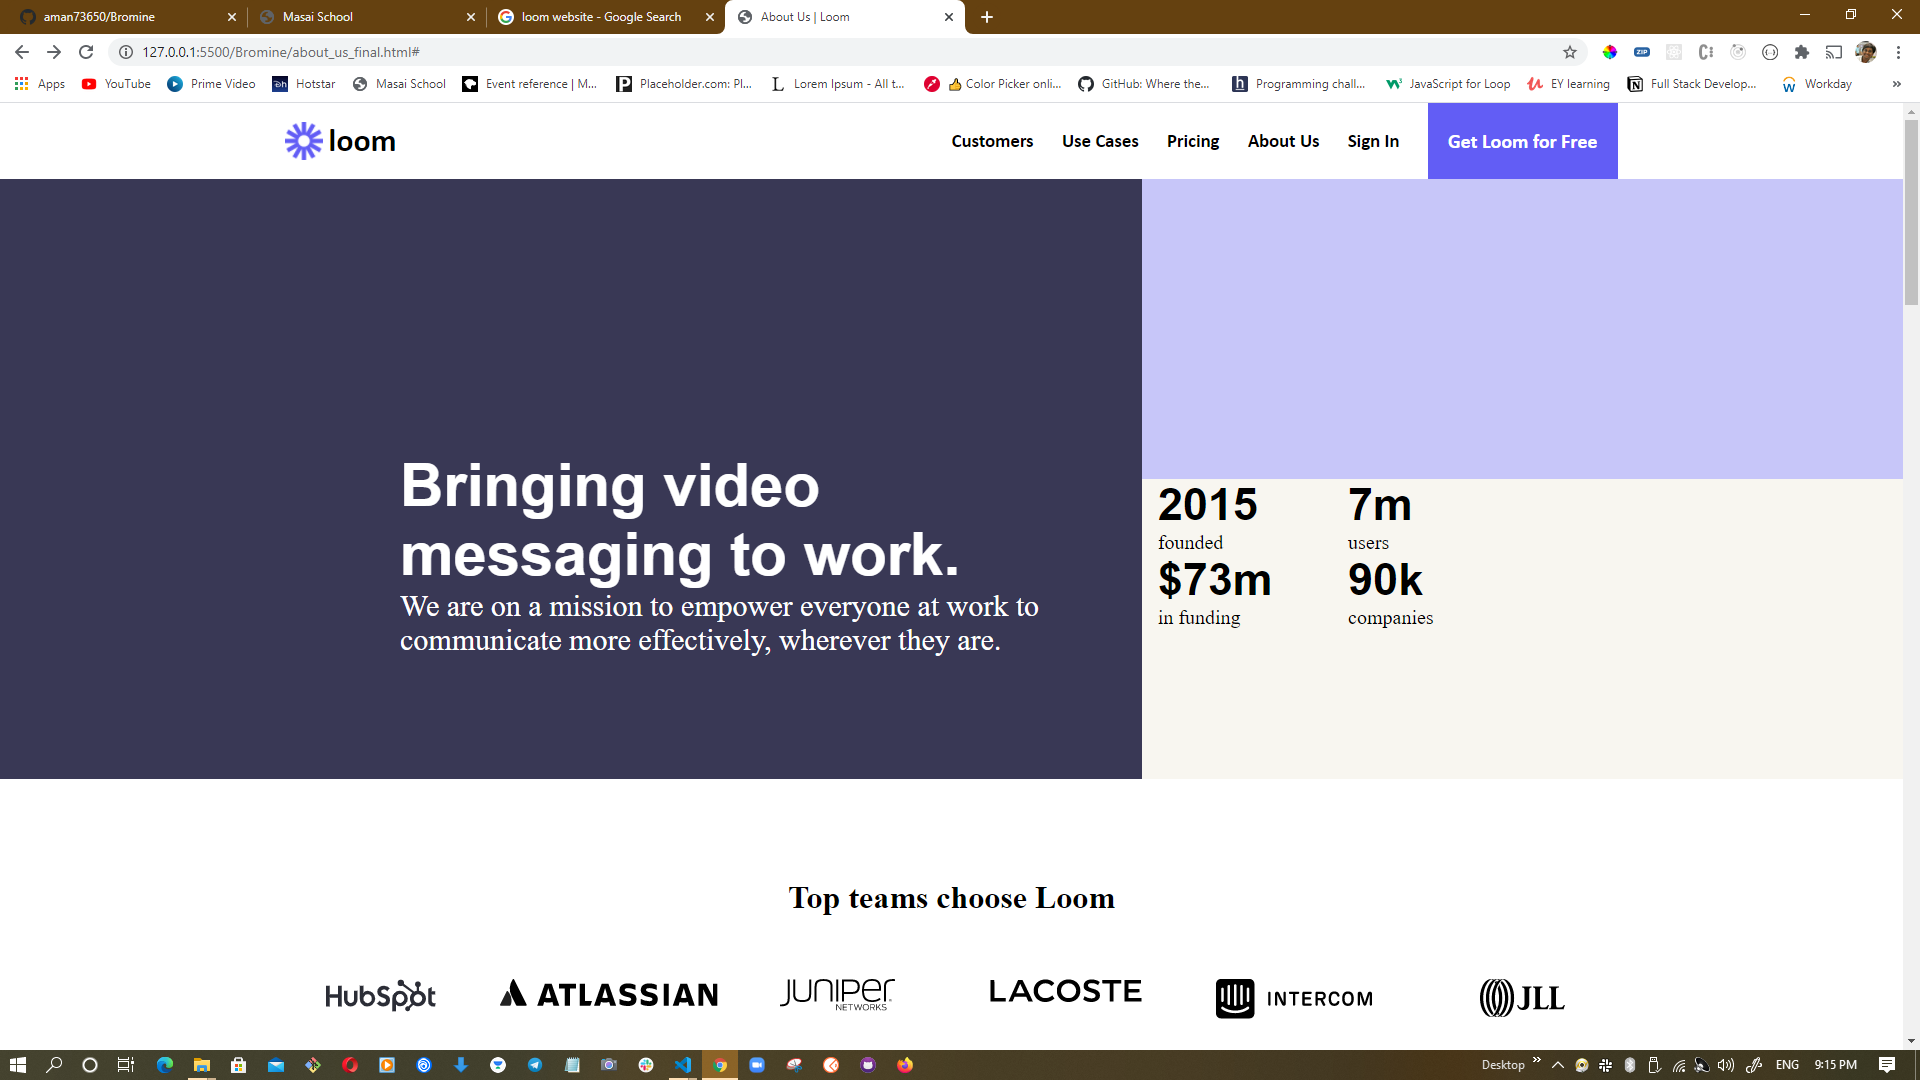 aman73650/Bromine
Masai School
loom website - Google Search
About Us | Loom
127.0.0.1:5500/Bromine/about_us_final.html#
ZIP
Apps
YouTube
Prime Video
Hotstar
Masai School
Event reference | M...
Placeholder.com: Pl...
Lorem Ipsum - All t...
Color Picker onli...
GitHub: Where the...
Programming chall...
JavaScript for Loop
EY learning
Full Stack Develop...
Workday
loom
Customers
Use Cases
Pricing
About Us
Sign In
Get Loom for Free
Bringing video
messaging to work.
We are on a mission to empower everyone at work to
communicate more effectively, wherever they are.
2015
founded
7m
users
$73m
in funding
90k
companies
Top teams choose Loom
HubSpot
ATLASSIAN
JUNIPER
NETWORKS
LACOSTE
INTERCOM
JLL
Desktop
ENG
9:15 PM